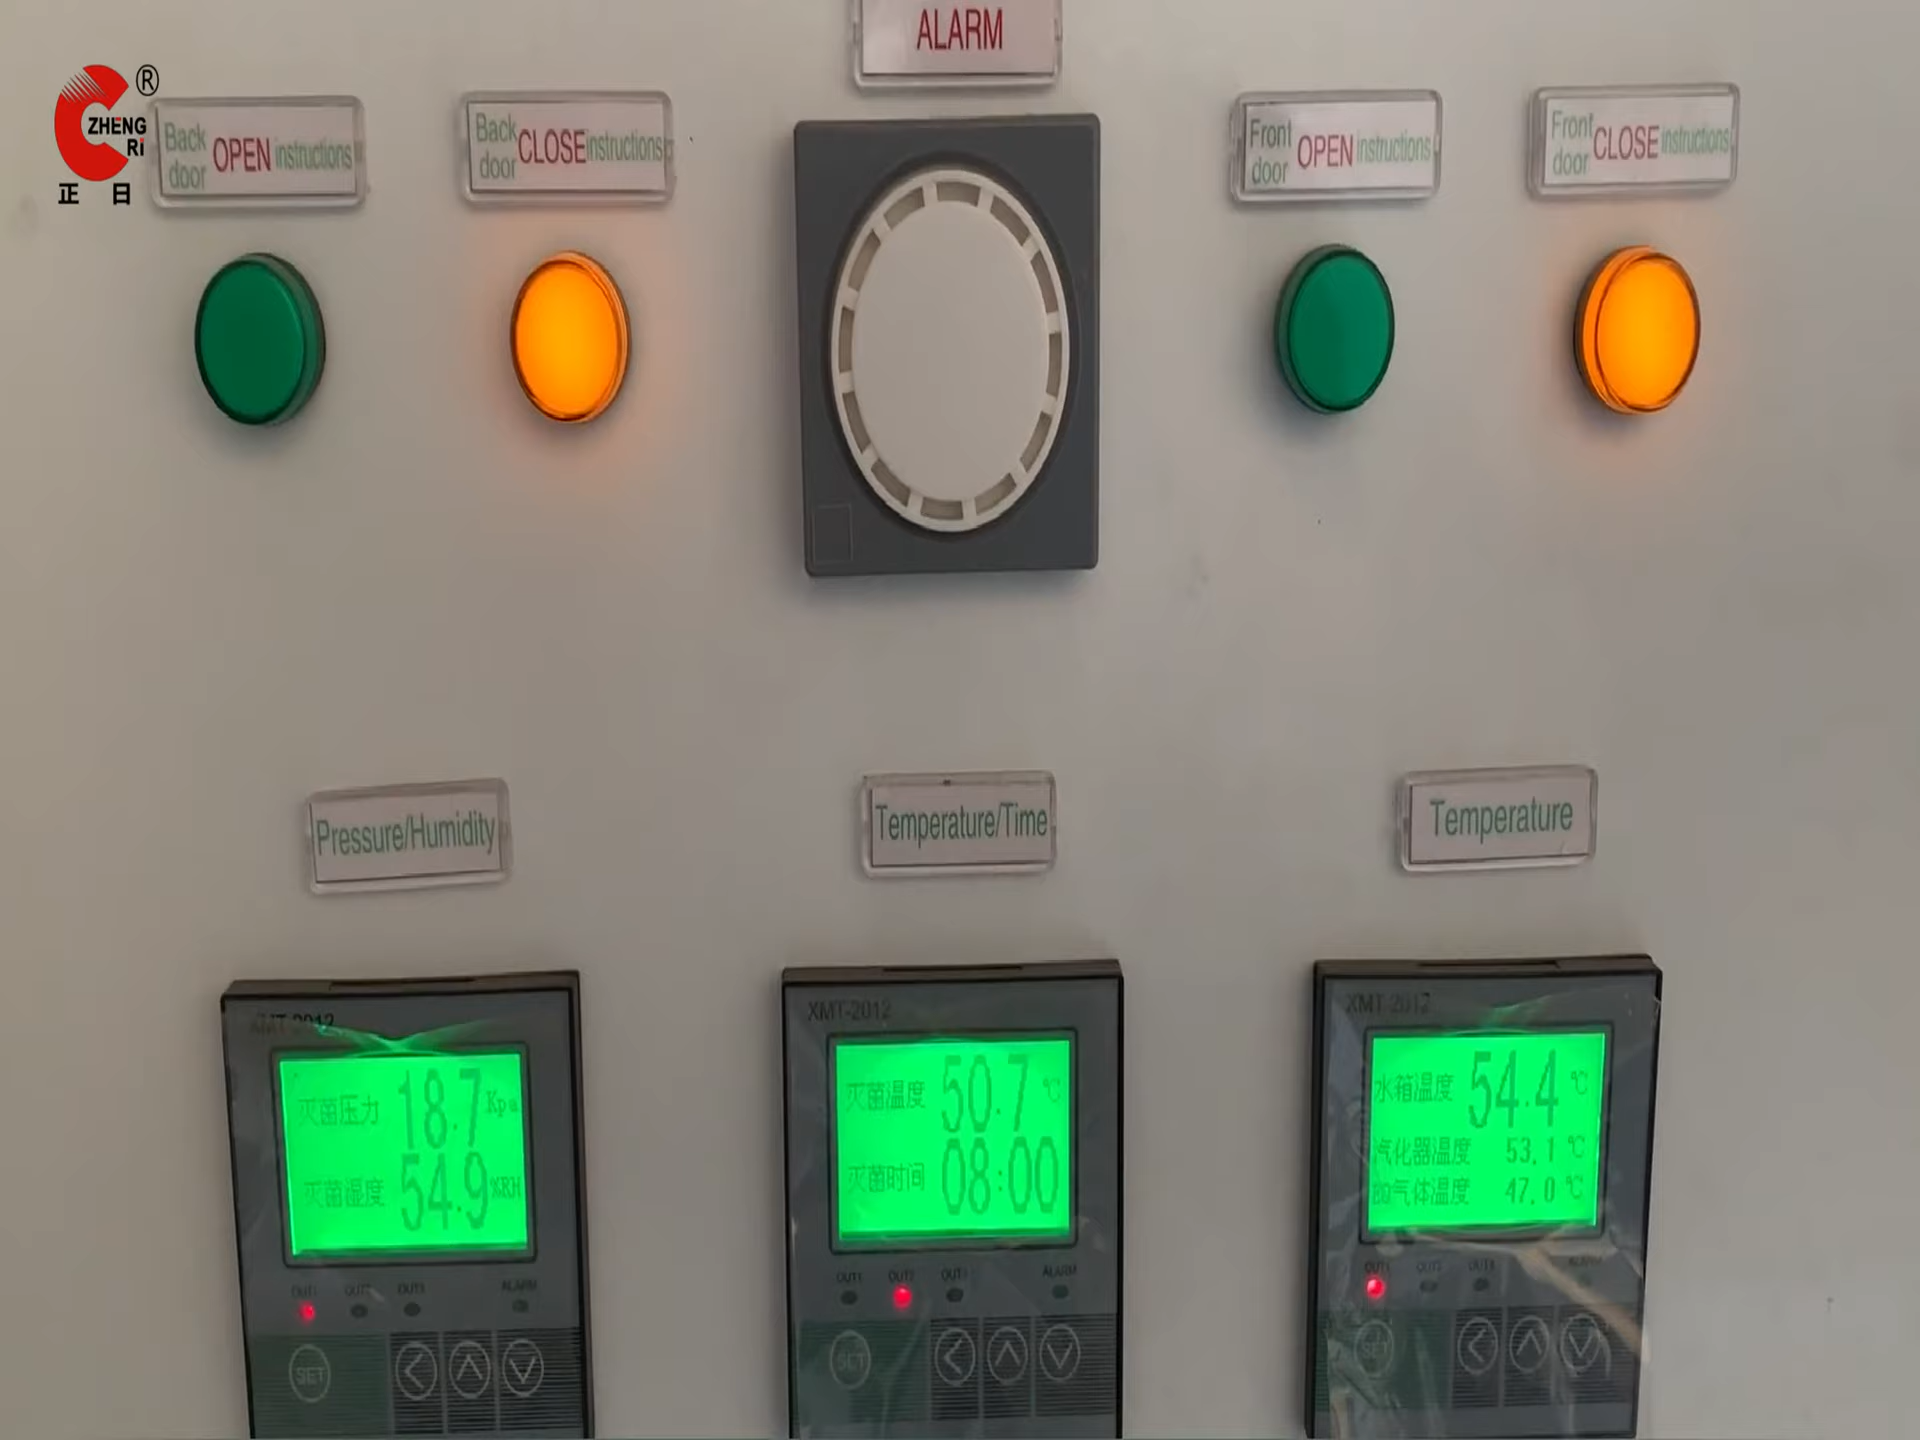 ALARM
®
ZHENG
RI
正日
Back
door OPEN instructions
Back
door CLOSE instructions
Front
door OPEN instructions
Front
door CLOSE instructions
Pressure/Humidity
Temperature/Time
Temperature
XMT-2012
灭菌压力 18.7 Kpa
灭菌湿度 54.9 %RH
OUT1 OUT2 OUT3 ALARM
SET
XMT-2012
灭菌温度 50.7 ℃
灭菌时间 08:00
OUT1 OUT2 OUT3 ALARM
SET
XMT-2012
水箱温度 54.4 ℃
汽化器温度 53.1 ℃
气体温度 47.0 ℃
OUT1 OUT2 OUT3 ALARM
SET